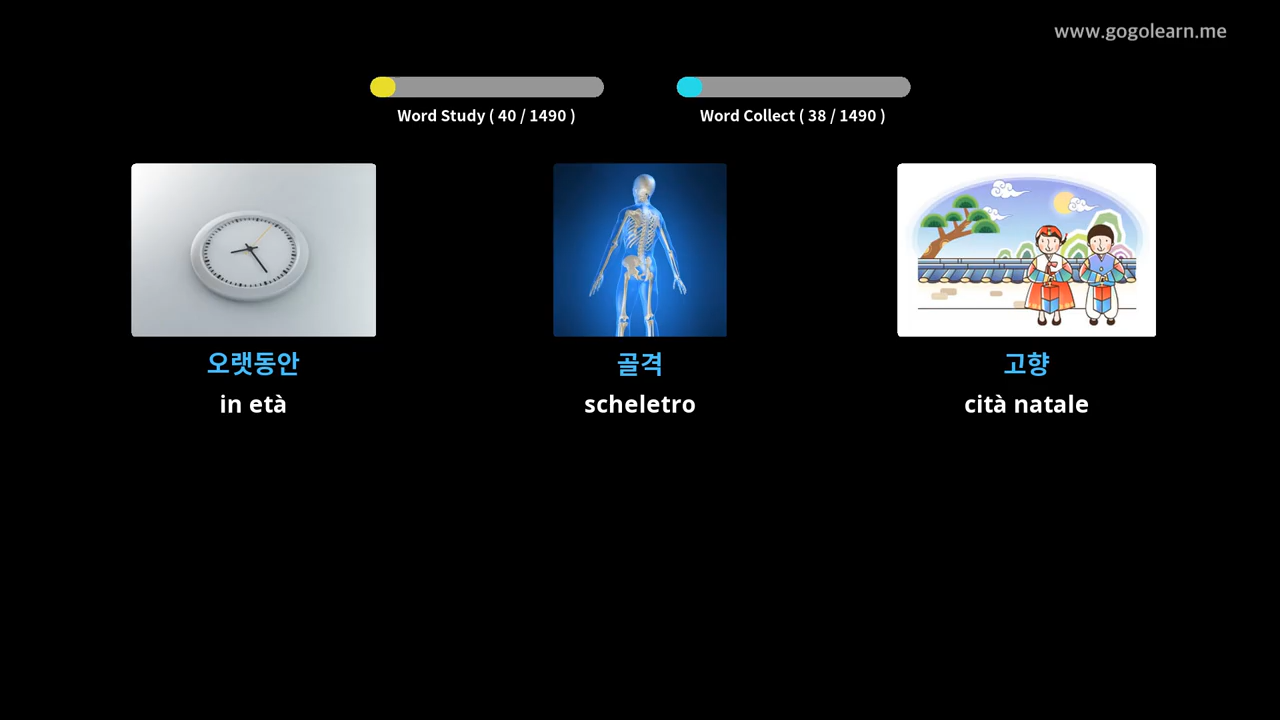 www.gogolearn.me
Word Study ( 40 / 1490 )
Word Collect ( 38 / 1490 )
오랫동안
골격
고향
in età
scheletro
cità natale